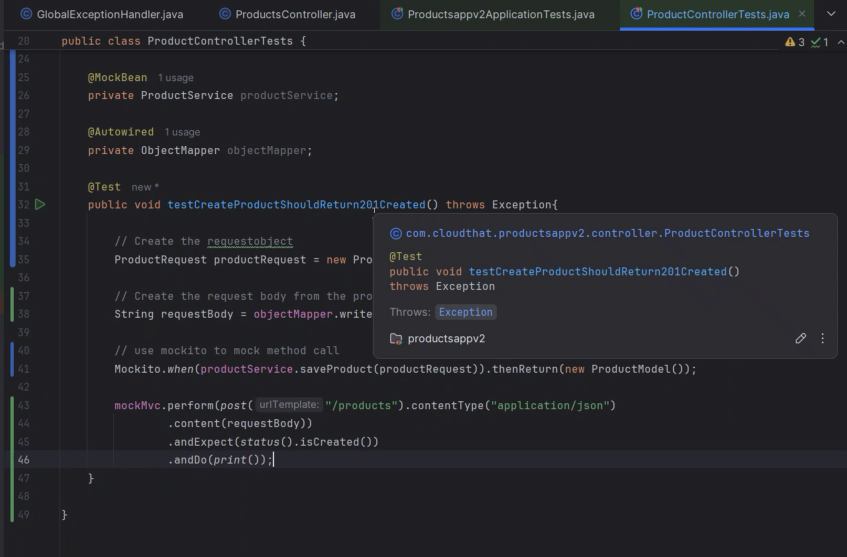 GlobalExceptionHandler.java ProductsController.java Productsappv2ApplicationTests.java ProductControllerTests.java
20 public class ProductControllerTests { 3 1
24
25 @MockBean 1 usage
26 private ProductService productService;
27
28 @Autowired 1 usage
29 private ObjectMapper objectMapper;
30
31 @Test new *
32 public void testCreateProductShouldReturn201Created() throws Exception{
33
34 // Create the requestobject
35 ProductRequest productRequest = new Pro
36
37 // Create the request body from the pro
38 String requestBody = objectMapper.write
39
40 // use mockito to mock method call
41 Mockito.when(productService.saveProduct(productRequest)).thenReturn(new ProductModel());
42
43 mockMvc.perform(post( urlTemplate: "/products").contentType("application/json")
44 .content(requestBody))
45 .andExpect(status().isCreated())
46 .andDo(print());
47 }
48
49 }
com.cloudthat.productsappv2.controller.ProductControllerTests
@Test
public void testCreateProductShouldReturn201Created()
throws Exception
Throws: Exception
productsappv2